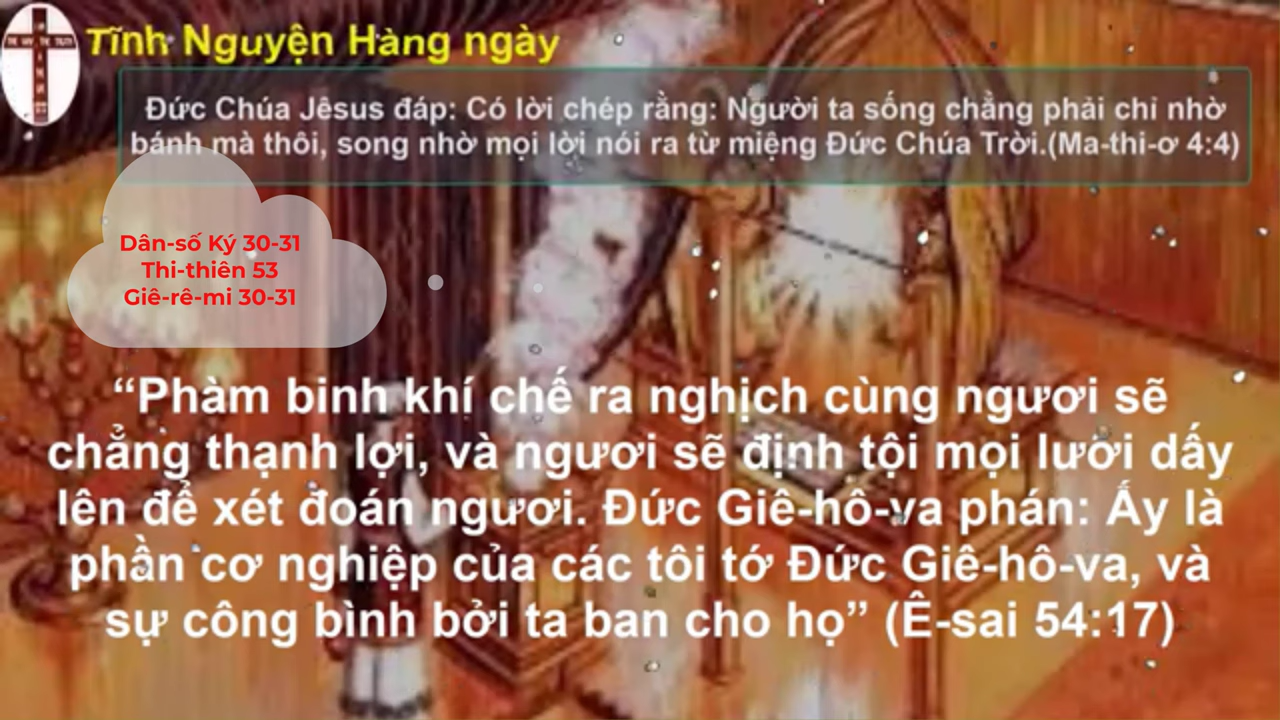 Tĩnh Nguyện Hàng ngày
Đức Chúa Jêsus đáp: Có lời chép rằng: Người ta sống chẳng phải chỉ nhờ
bánh mà thôi, song nhờ mọi lời nói ra từ miệng Đức Chúa Trời.(Ma-thi-ơ 4:4)
Dân-số Ký 30-31
Thi-thiên 53
Giê-rê-mi 30-31
“Phàm binh khí chế ra nghịch cùng ngươi sẽ
chẳng thạnh lợi, và ngươi sẽ định tội mọi lưỡi dấy
lên để xét đoán ngươi. Đức Giê-hô-va phán: Ấy là
phần cơ nghiệp của các tôi tớ Đức Giê-hô-va, và
sự công bình bởi ta ban cho họ” (Ê-sai 54:17)